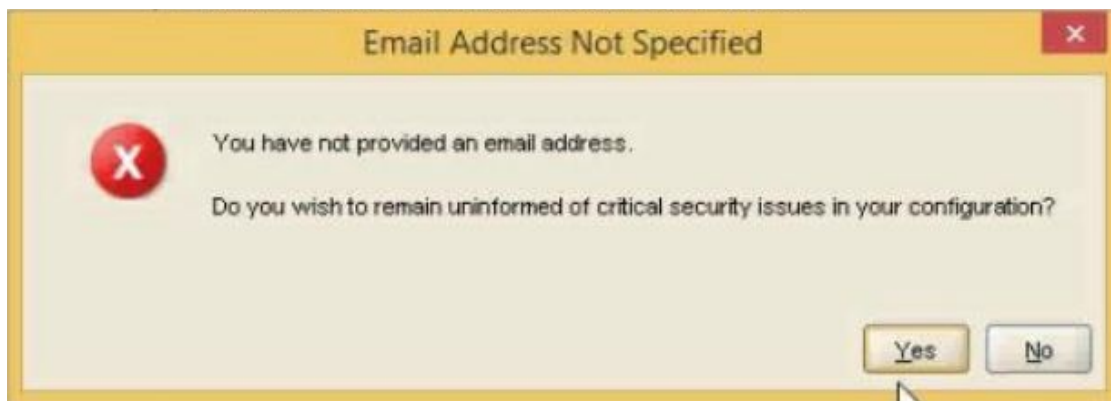 Email Address Not Specified
You have not provided an email address.
Do you wish to remain uninformed of critical security issues in your configuration?
Yes No